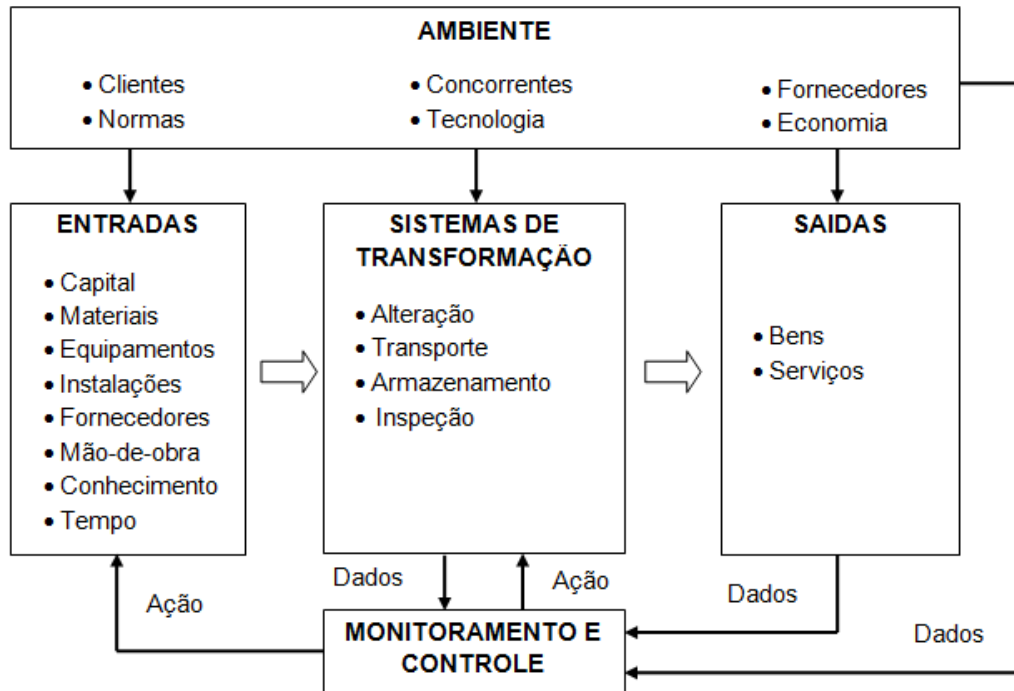 AMBIENTE
• Clientes
• Normas
• Concorrentes
• Tecnologia
• Fornecedores
• Economia
ENTRADAS
• Capital
• Materiais
• Equipamentos
• Instalações
• Fornecedores
• Mão-de-obra
• Conhecimento
• Tempo
SISTEMAS DE
TRANSFORMAÇÃO
• Alteração
• Transporte
• Armazenamento
• Inspeção
SAIDAS
• Bens
• Serviços
Ação
Dados
Ação
Dados
Dados
MONITORAMENTO E
CONTROLE